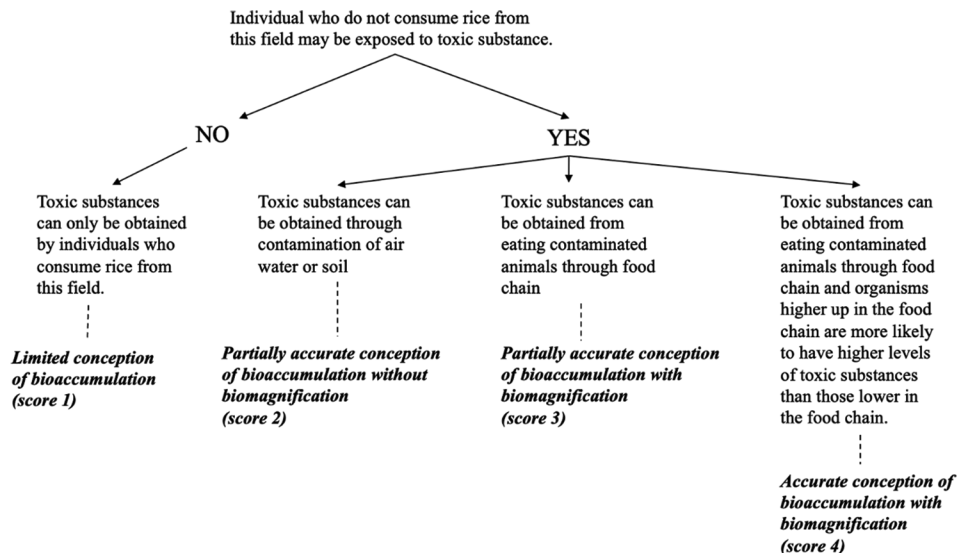 Individual who do not consume rice from
this field may be exposed to toxic substance.
NO
YES
Toxic substances
can only be obtained
by individuals who
consume rice from
this field.
Limited conception
of bioaccumulation
(score 1)
Toxic substances can
be obtained through
contamination of air
water or soil
Partially accurate conception
of bioaccumulation without
biomagnification
(score 2)
Toxic substances can
be obtained from
eating contaminated
animals through food
chain
Partially accurate conception
of bioaccumulation with
biomagnification
(score 3)
Toxic substances can
be obtained from
eating contaminated
animals through food
chain and organisms
higher up in the food
chain are more likely
to have higher levels
of toxic substances
than those lower in
the food chain.
Accurate conception of
bioaccumulation with
biomagnification
(score 4)